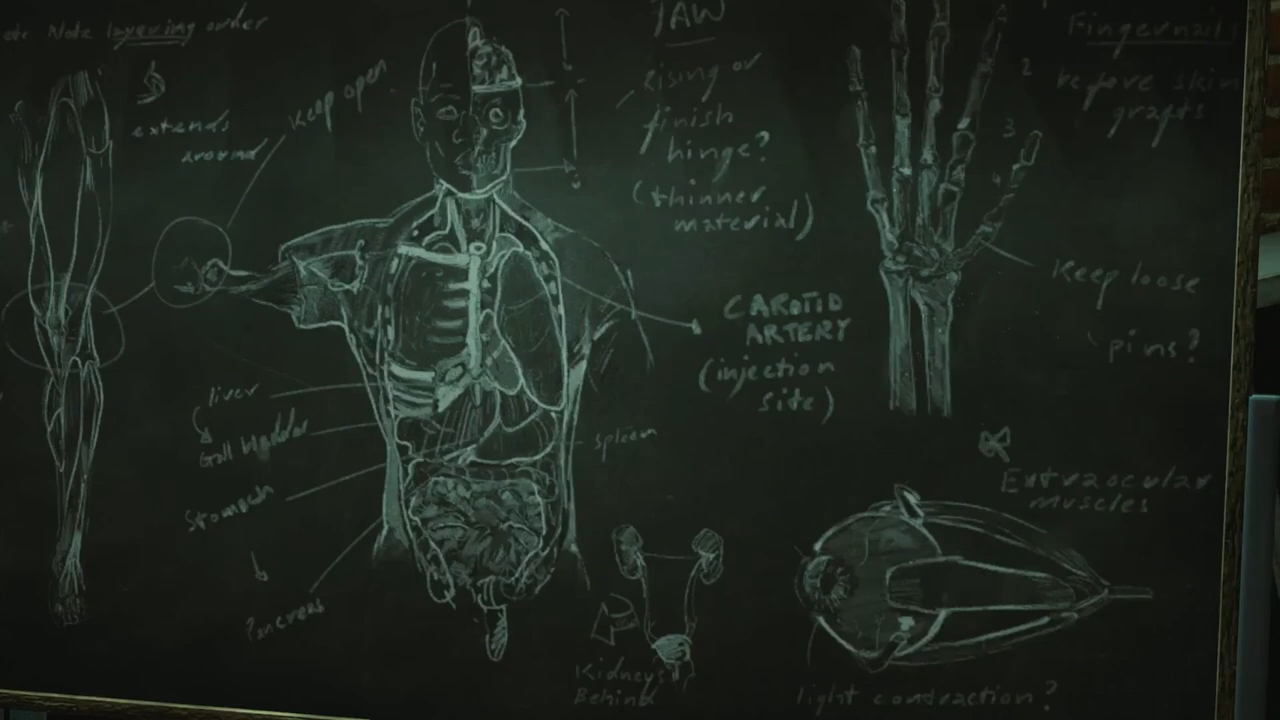 Note layering order
extends
around
Keep open
JAW
rising or
finish
hinge?
(thinner
material)
CAROTID
ARTERY
(injection
site)
liver
Gall bladder
Stomach
Pancreas
spleen
Kidneys
Behind
2
3
Fingernail
before skin
grafts
Keep loose
pins?
Extraocular
muscles
light contraction?